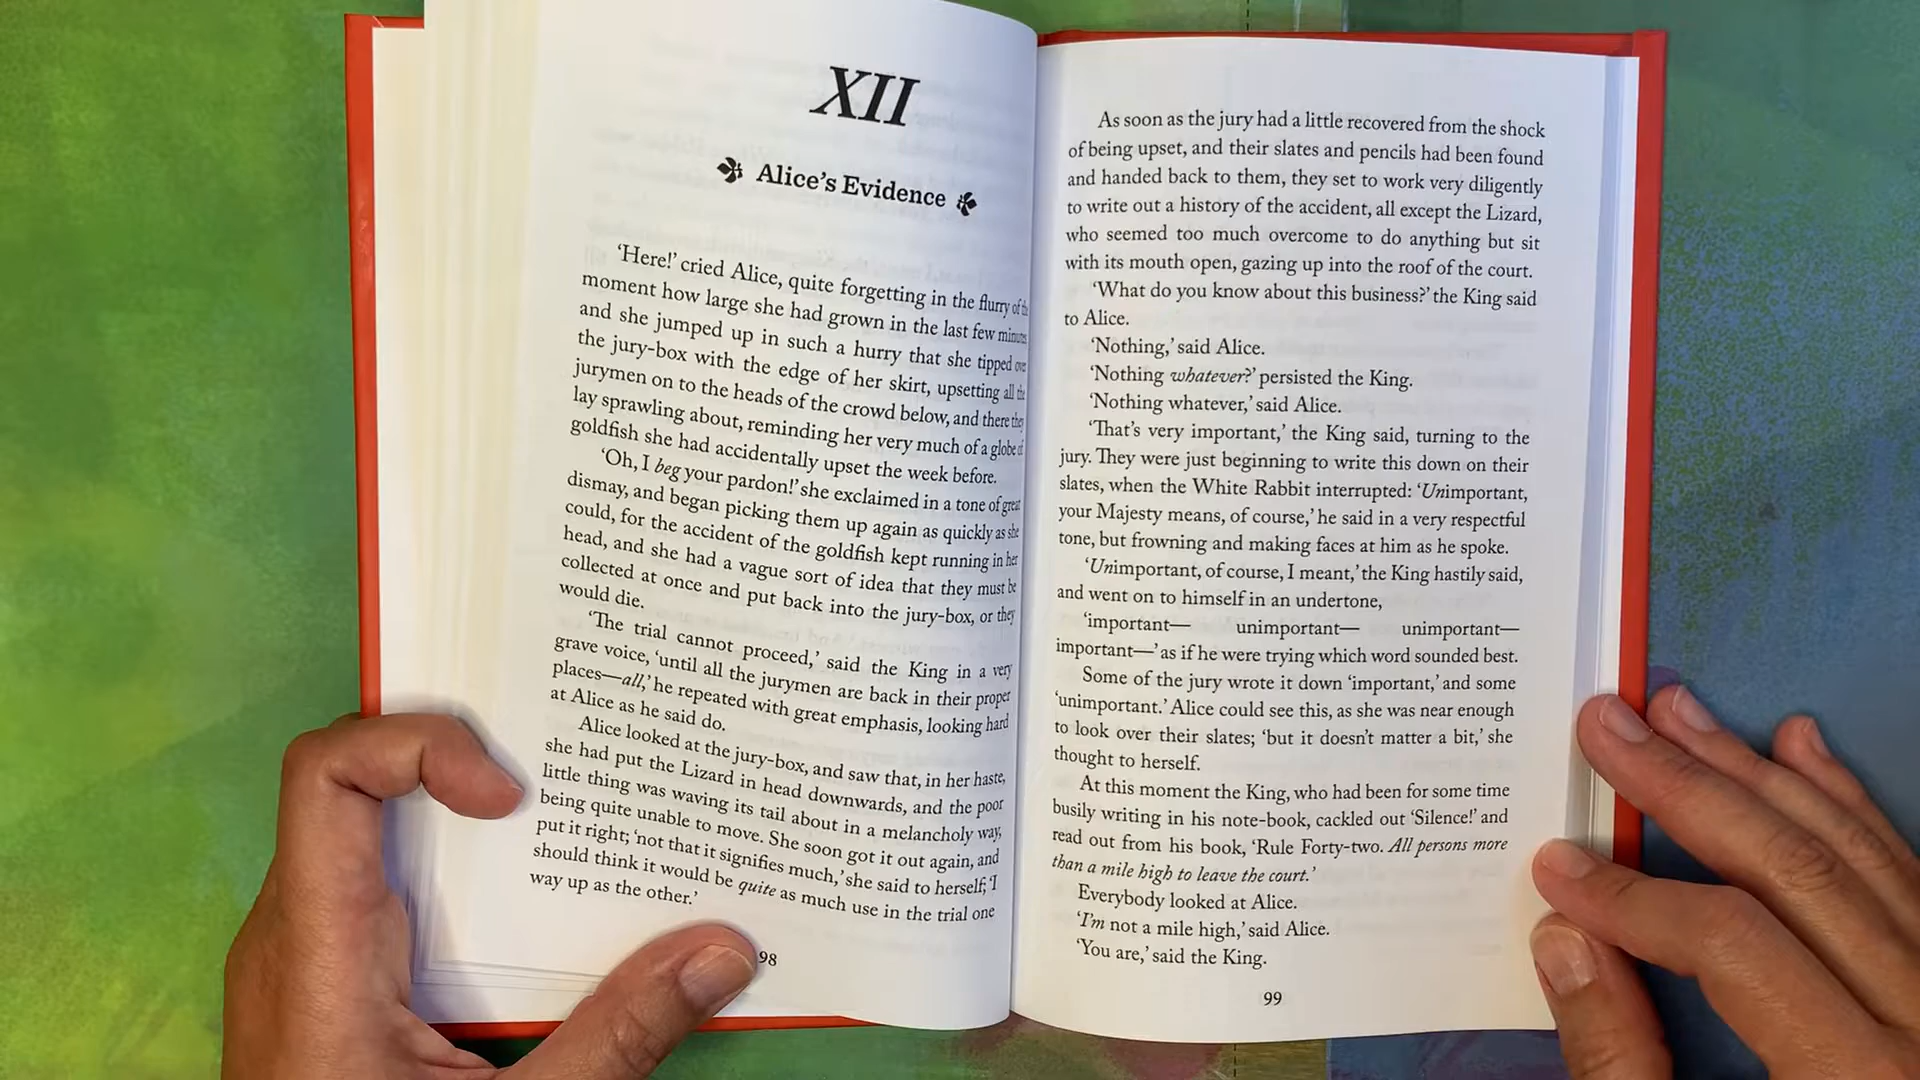 XII
Alice's Evidence
'Here!' cried Alice, quite forgetting in the flurry of the
moment how large she had grown in the last few minutes
and she jumped up in such a hurry that she tipped over
the jury-box with the edge of her skirt, upsetting all the
jurymen on to the heads of the crowd below, and there they
lay sprawling about, reminding her very much of a globe of
goldfish she had accidentally upset the week before.
'Oh, I beg your pardon!' she exclaimed in a tone of great
dismay, and began picking them up again as quickly as she
could, for the accident of the goldfish kept running in her
head, and she had a vague sort of idea that they must be
collected at once and put back into the jury-box, or they
would die.
'The trial cannot proceed,' said the King in a very
grave voice, 'until all the jurymen are back in their proper
places—all,' he repeated with great emphasis, looking hard
at Alice as he said do.
Alice looked at the jury-box, and saw that, in her haste,
she had put the Lizard in head downwards, and the poor
little thing was waving its tail about in a melancholy way,
being quite unable to move. She soon got it out again, and
put it right; 'not that it signifies much,' she said to herself; 'I
should think it would be quite as much use in the trial one
way up as the other.'
98
As soon as the jury had a little recovered from the shock
of being upset, and their slates and pencils had been found
and handed back to them, they set to work very diligently
to write out a history of the accident, all except the Lizard,
who seemed too much overcome to do anything but sit
with its mouth open, gazing up into the roof of the court.
'What do you know about this business?' the King said
to Alice.
'Nothing,' said Alice.
'Nothing whatever?' persisted the King.
'Nothing whatever,' said Alice.
'That's very important,' the King said, turning to the
jury. They were just beginning to write this down on their
slates, when the White Rabbit interrupted: 'Unimportant,
your Majesty means, of course,' he said in a very respectful
tone, but frowning and making faces at him as he spoke.
'Unimportant, of course, I meant,' the King hastily said,
and went on to himself in an undertone,
'important— unimportant— unimportant—
important—' as if he were trying which word sounded best.
Some of the jury wrote it down 'important,' and some
'unimportant.' Alice could see this, as she was near enough
to look over their slates; 'but it doesn't matter a bit,' she
thought to herself.
At this moment the King, who had been for some time
busily writing in his note-book, cackled out 'Silence!' and
read out from his book, 'Rule Forty-two. All persons more
than a mile high to leave the court.'
Everybody looked at Alice.
'I'm not a mile high,' said Alice.
'You are,' said the King.
99